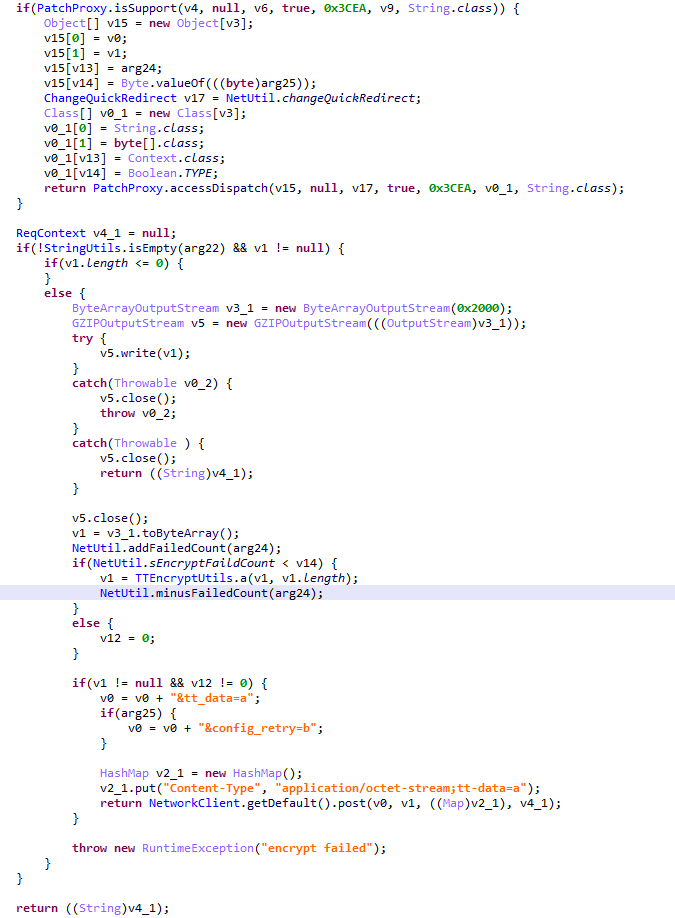 if(PatchProxy.isSupport(v4, null, v6, true, 0x3CEA, v9, String.class)) {
Object[] v15 = new Object[v3];
v15[0] = v0;
v15[1] = v1;
v15[v13] = arg24;
v15[v14] = Byte.valueOf(((byte)arg25));
ChangeQuickRedirect v17 = NetUtil.changeQuickRedirect;
Class[] v0_1 = new Class[v3];
v0_1[0] = String.class;
v0_1[1] = byte[].class;
v0_1[v13] = Context.class;
v0_1[v14] = Boolean.TYPE;
return PatchProxy.accessDispatch(v15, null, v17, true, 0x3CEA, v0_1, String.class);
}
ReqContext v4_1 = null;
if(!StringUtils.isEmpty(arg22) && v1 != null) {
if(v1.length <= 0) {
}
else {
ByteArrayOutputStream v3_1 = new ByteArrayOutputStream(0x2000);
GZIPOutputStream v5 = new GZIPOutputStream(((OutputStream)v3_1));
try {
v5.write(v1);
}
catch(Throwable v0_2) {
v5.close();
throw v0_2;
}
catch(Throwable ) {
v5.close();
return ((String)v4_1);
}
v5.close();
v1 = v3_1.toByteArray();
NetUtil.addFailedCount(arg24);
if(NetUtil.sEncryptFaildCount < v14) {
v1 = TTEncryptUtils.a(v1, v1.length);
NetUtil.minusFailedCount(arg24);
}
else {
v12 = 0;
}
if(v1 != null && v12 != 0) {
v0 = v0 + "&tt_data=a";
if(arg25) {
v0 = v0 + "&config_retry=b";
}
HashMap v2_1 = new HashMap();
v2_1.put("Content-Type", "application/octet-stream;tt-data=a");
return NetworkClient.getDefault().post(v0, v1, ((Map)v2_1), v4_1);
}
throw new RuntimeException("encrypt failed");
}
}
return ((String)v4_1);